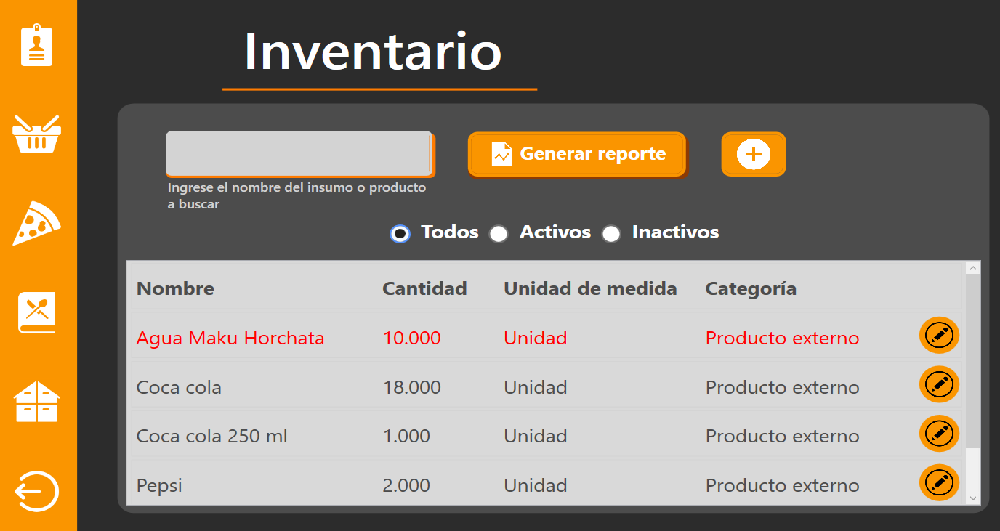 Inventario
Generar reporte
Ingrese el nombre del insumo o producto
a buscar
Todos Activos Inactivos
Nombre Cantidad Unidad de medida Categoría
Agua Maku Horchata 10.000 Unidad Producto externo
Coca cola 18.000 Unidad Producto externo
Coca cola 250 ml 1.000 Unidad Producto externo
Pepsi 2.000 Unidad Producto externo